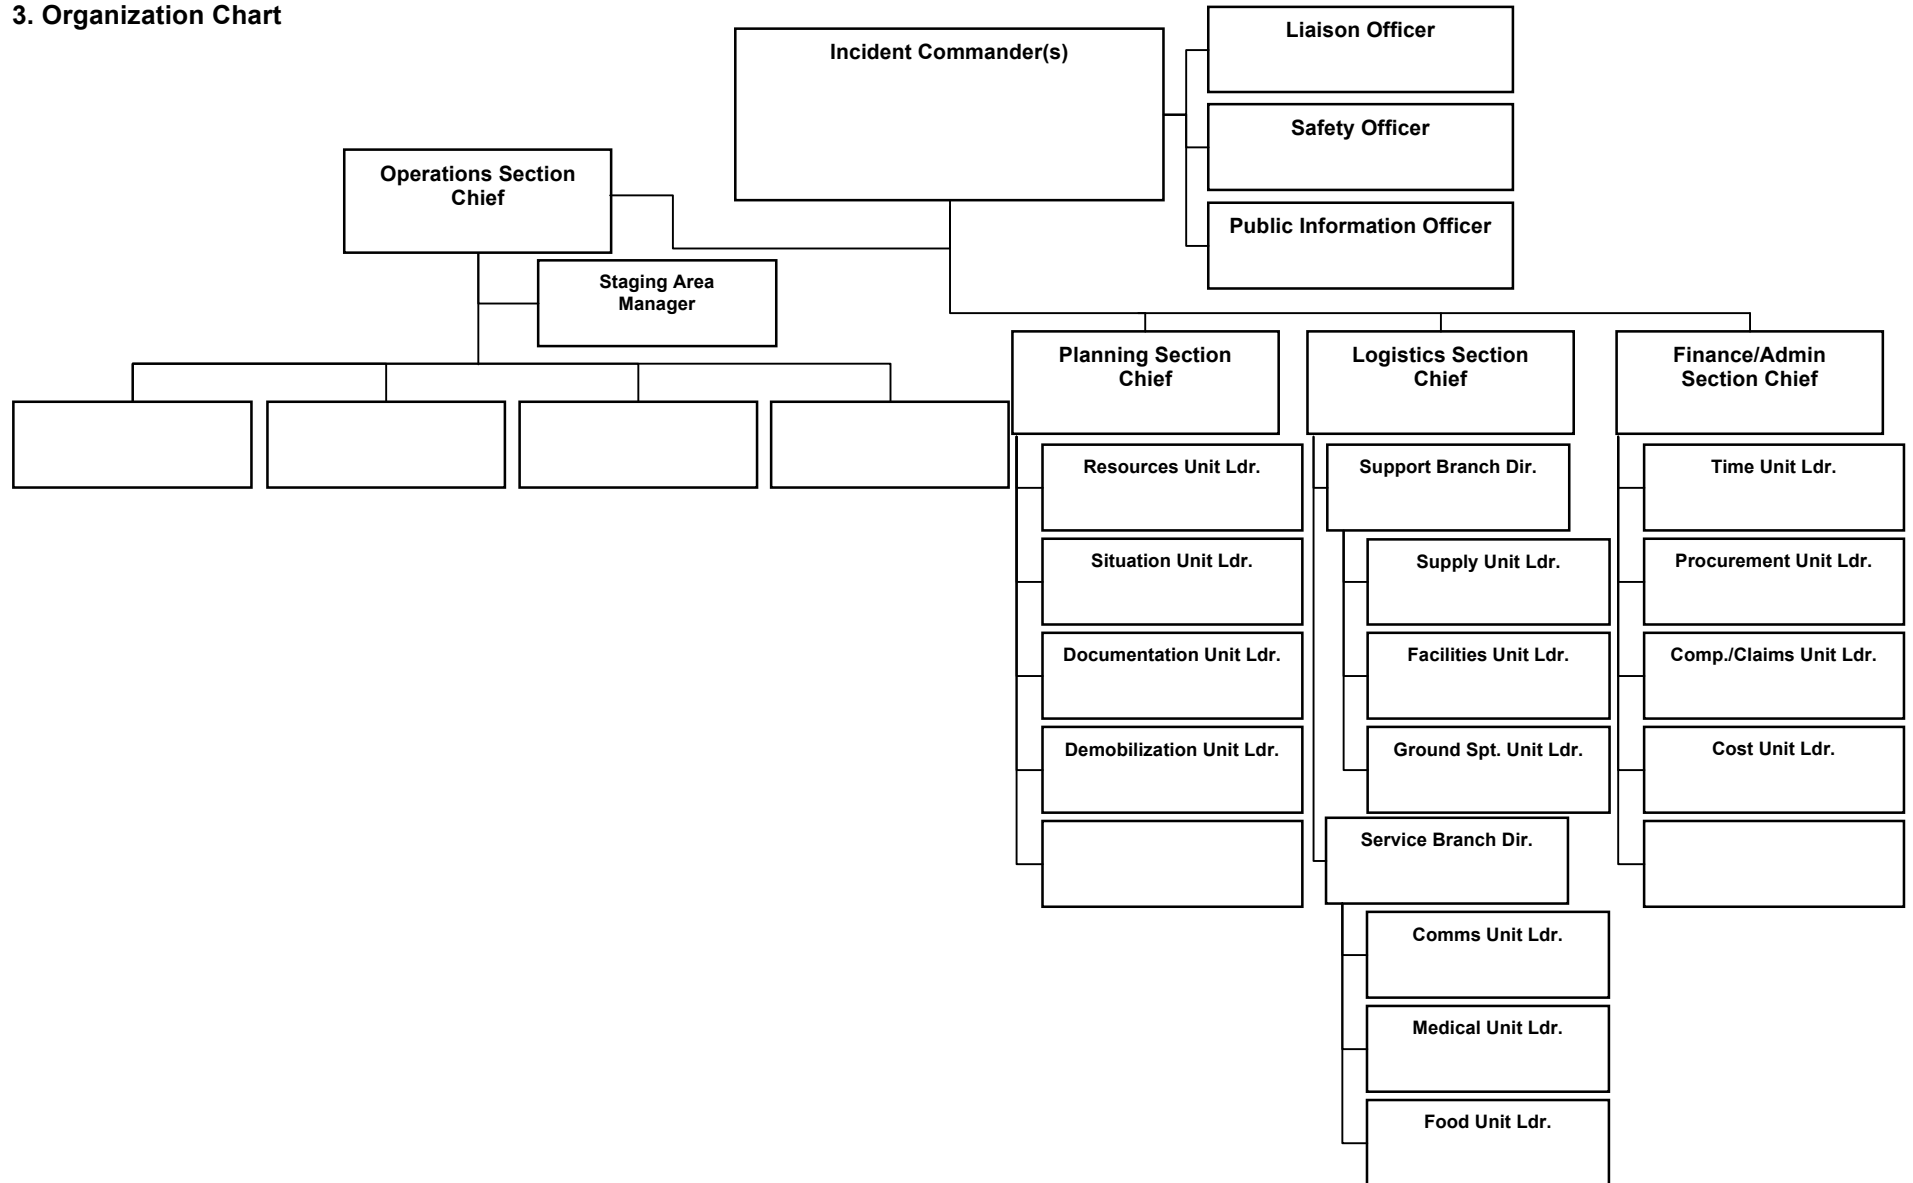 3. Organization Chart
Incident Commander(s)
Liaison Officer
Safety Officer
Public Information Officer
Operations Section
Chief
Staging Area
Manager
Planning Section
Chief
Logistics Section
Chief
Finance/Admin
Section Chief
Resources Unit Ldr.
Situation Unit Ldr.
Documentation Unit Ldr.
Demobilization Unit Ldr.
Support Branch Dir.
Supply Unit Ldr.
Facilities Unit Ldr.
Ground Spt. Unit Ldr.
Service Branch Dir.
Comms Unit Ldr.
Medical Unit Ldr.
Food Unit Ldr.
Time Unit Ldr.
Procurement Unit Ldr.
Comp./Claims Unit Ldr.
Cost Unit Ldr.